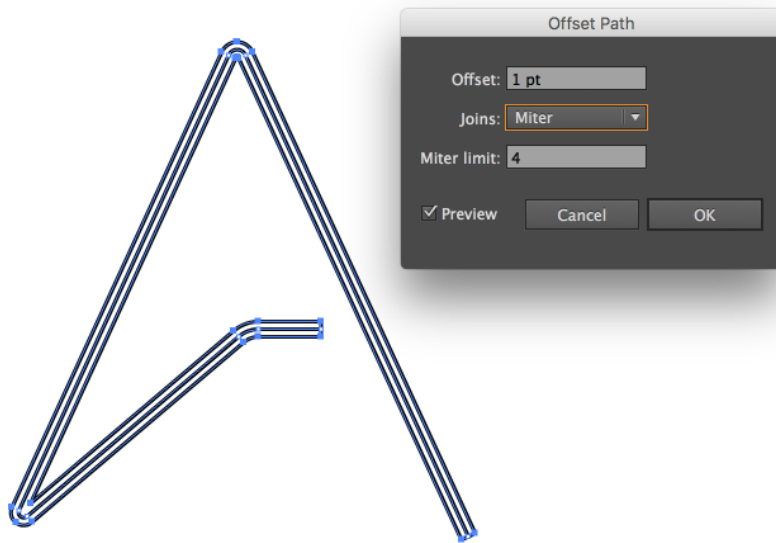 Offset Path
Offset: 1 pt
Joins: Miter
Miter limit: 4
Preview Cancel OK